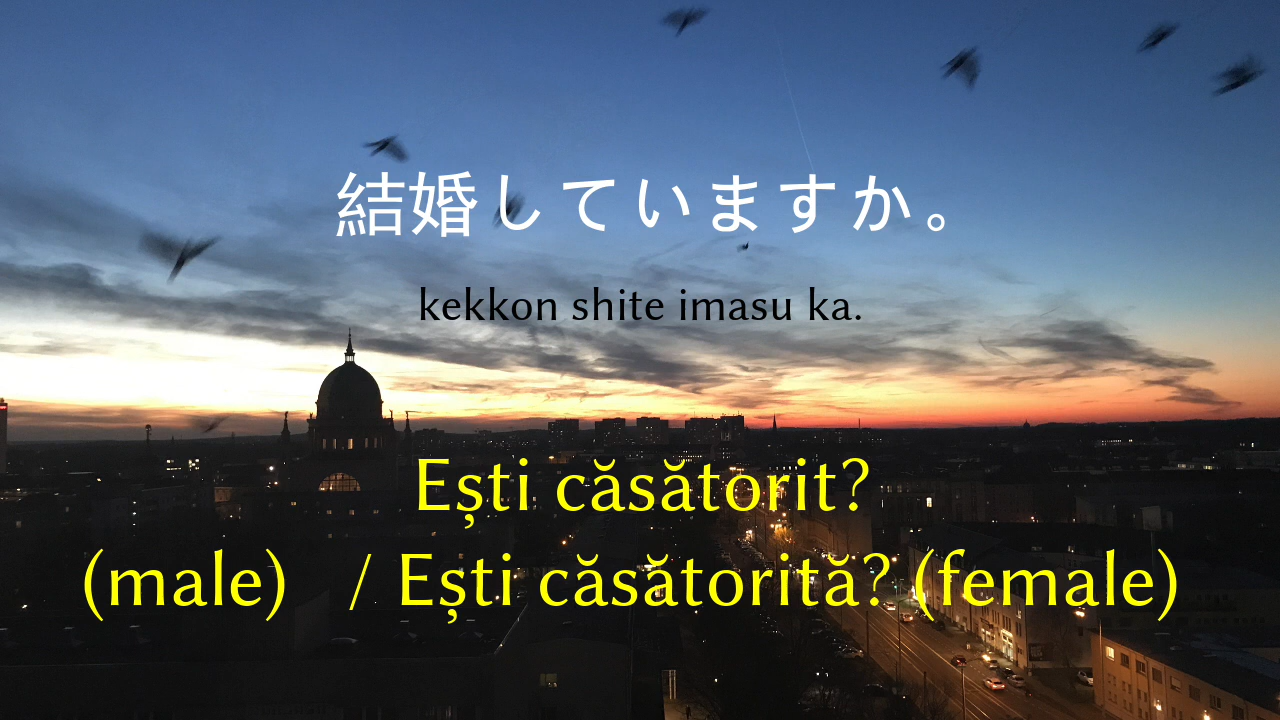 結婚していますか。
kekkon shite imasu ka.
Ești căsătorit?
(male) / Ești căsătorită? (female)